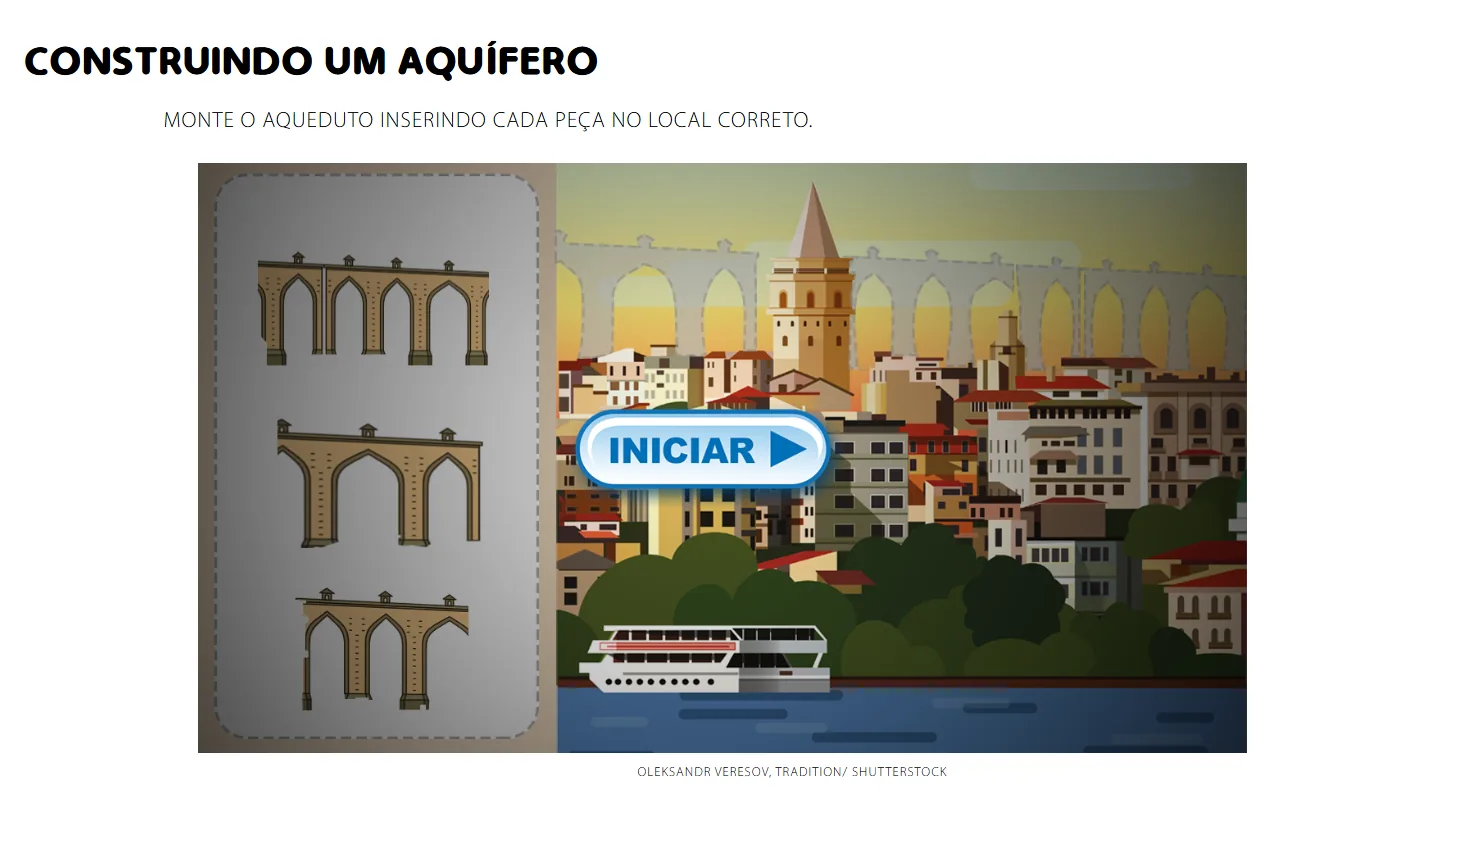 CONSTRUINDO UM AQUÍFERO
MONTE O AQUEDUTO INSERINDO CADA PEÇA NO LOCAL CORRETO.
INICIAR
OLEKSANDR VERESOV, TRADITION/ SHUTTERSTOCK